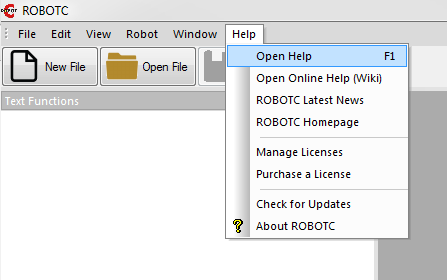 ROBOTC
File Edit View Robot Window Help
New File Open File
Text Functions
Open Help F1
Open Online Help (Wiki)
ROBOTC Latest News
ROBOTC Homepage
Manage Licenses
Purchase a License
Check for Updates
? About ROBOTC